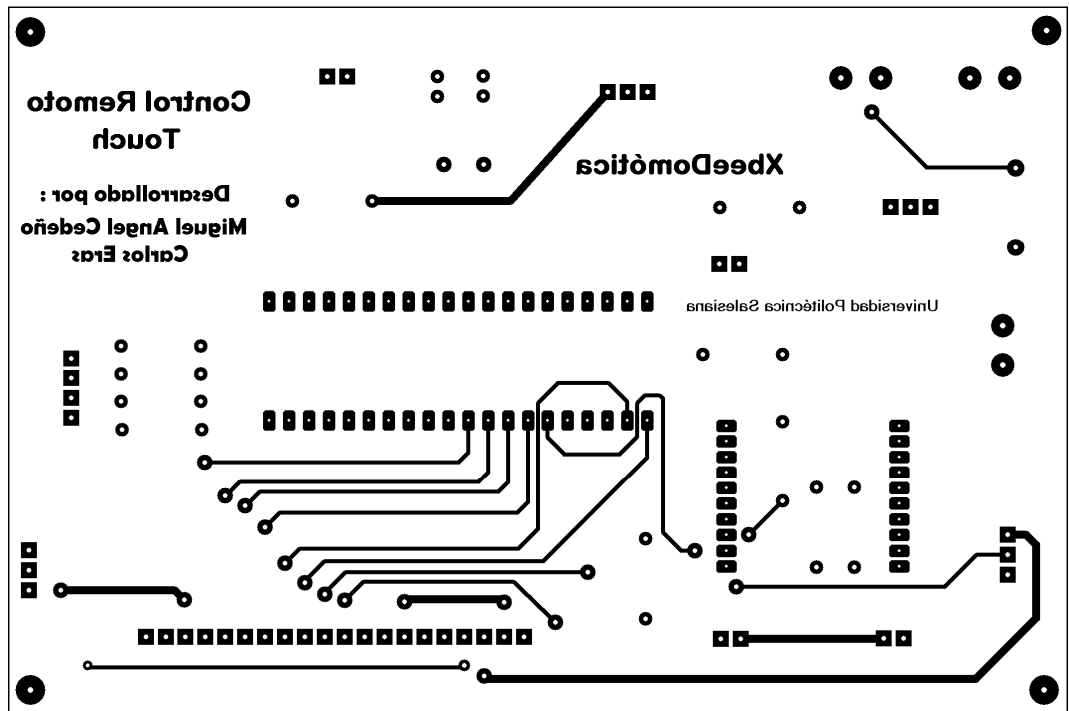 Control Remoto
Touch
Desarrollado por :
Miguel Angel Cedeño
Carlos Eras
XbeeDomótica
Universidad Politécnica Salesiana